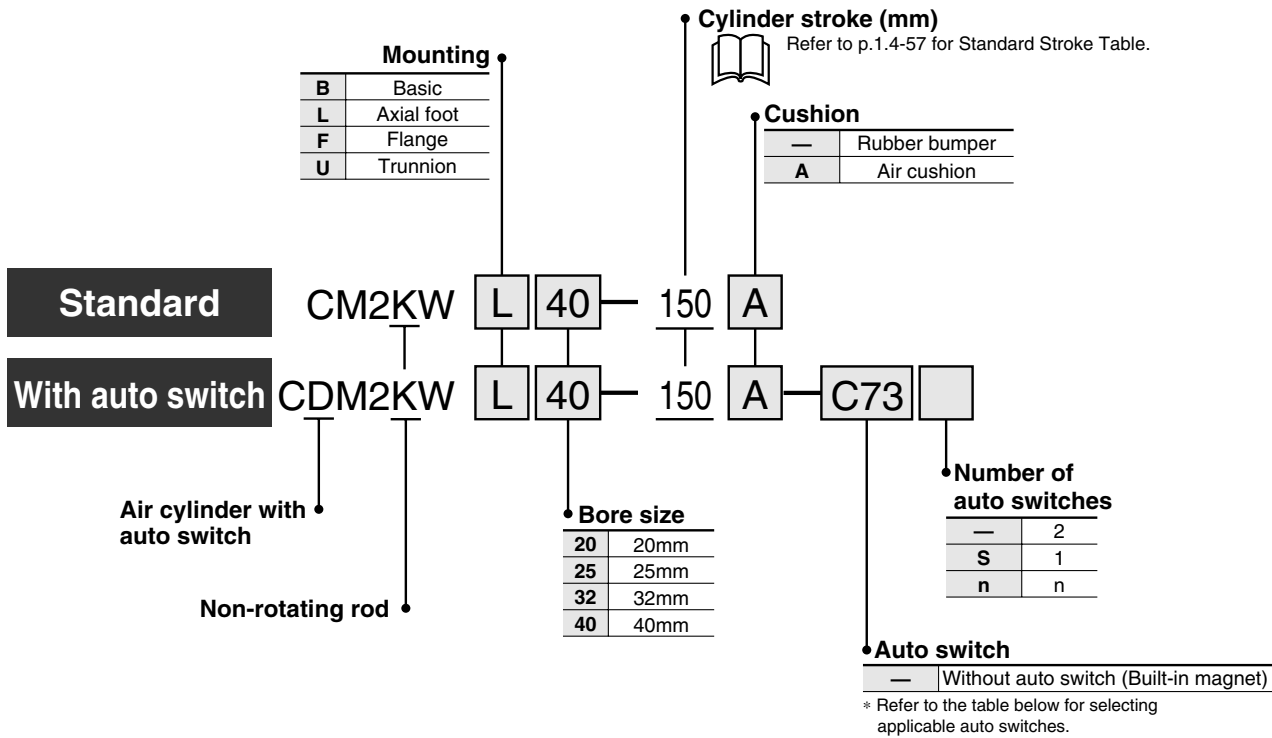 Cylinder stroke (mm)
Refer to p.1.4-57 for Standard Stroke Table.
Mounting
B Basic
L Axial foot
F Flange
U Trunnion
Cushion
— Rubber bumper
A Air cushion
Standard CM2KW L 40 — 150 A
With auto switch CDM2KW L 40 — 150 A — C73
Air cylinder with
auto switch
Non-rotating rod
Bore size
20 20mm
25 25mm
32 32mm
40 40mm
Number of
auto switches
— 2
S 1
n n
Auto switch
— Without auto switch (Built-in magnet)
* Refer to the table below for selecting
applicable auto switches.